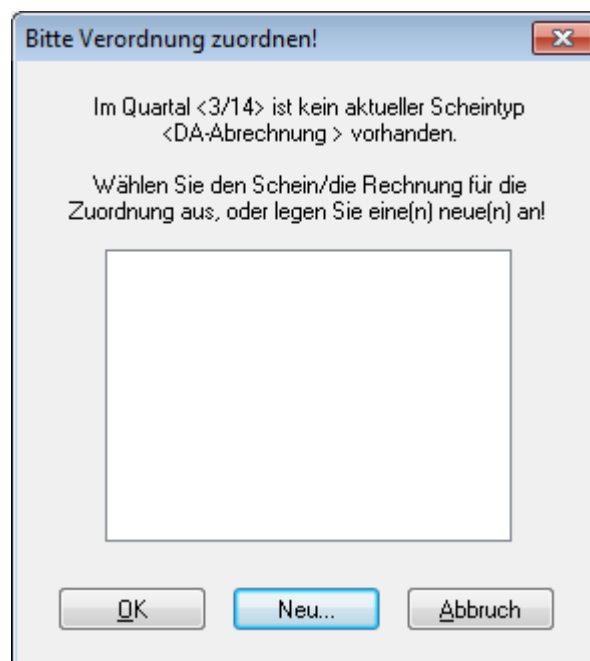 Bitte Verordnung zuordnen!
Im Quartal <3/14> ist kein aktueller Scheintyp
<DA-Abrechnung > vorhanden.
Wählen Sie den Schein/die Rechnung für die
Zuordnung aus, oder legen Sie eine(n) neue(n) an!
OK
Neu...
Abbruch